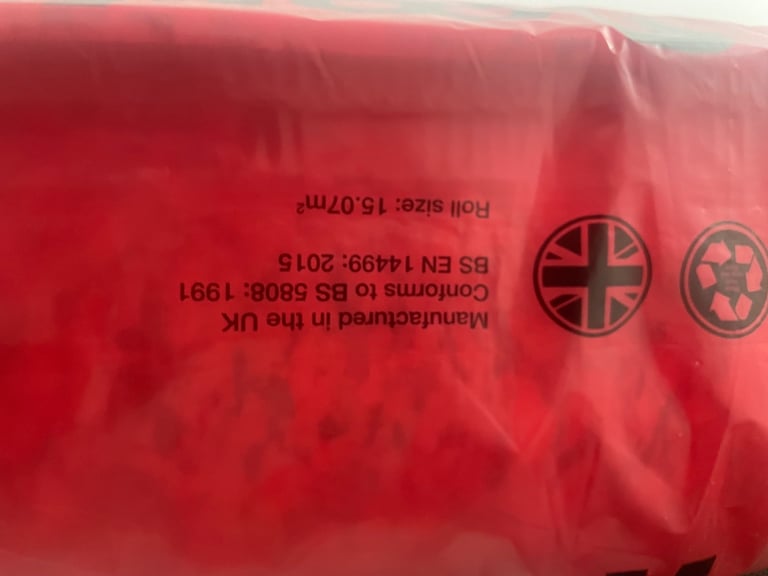 Manufactured in the UK
Conforms to BS 5808: 1991
BS EN 14499: 2015
Roll size: 15.07m²